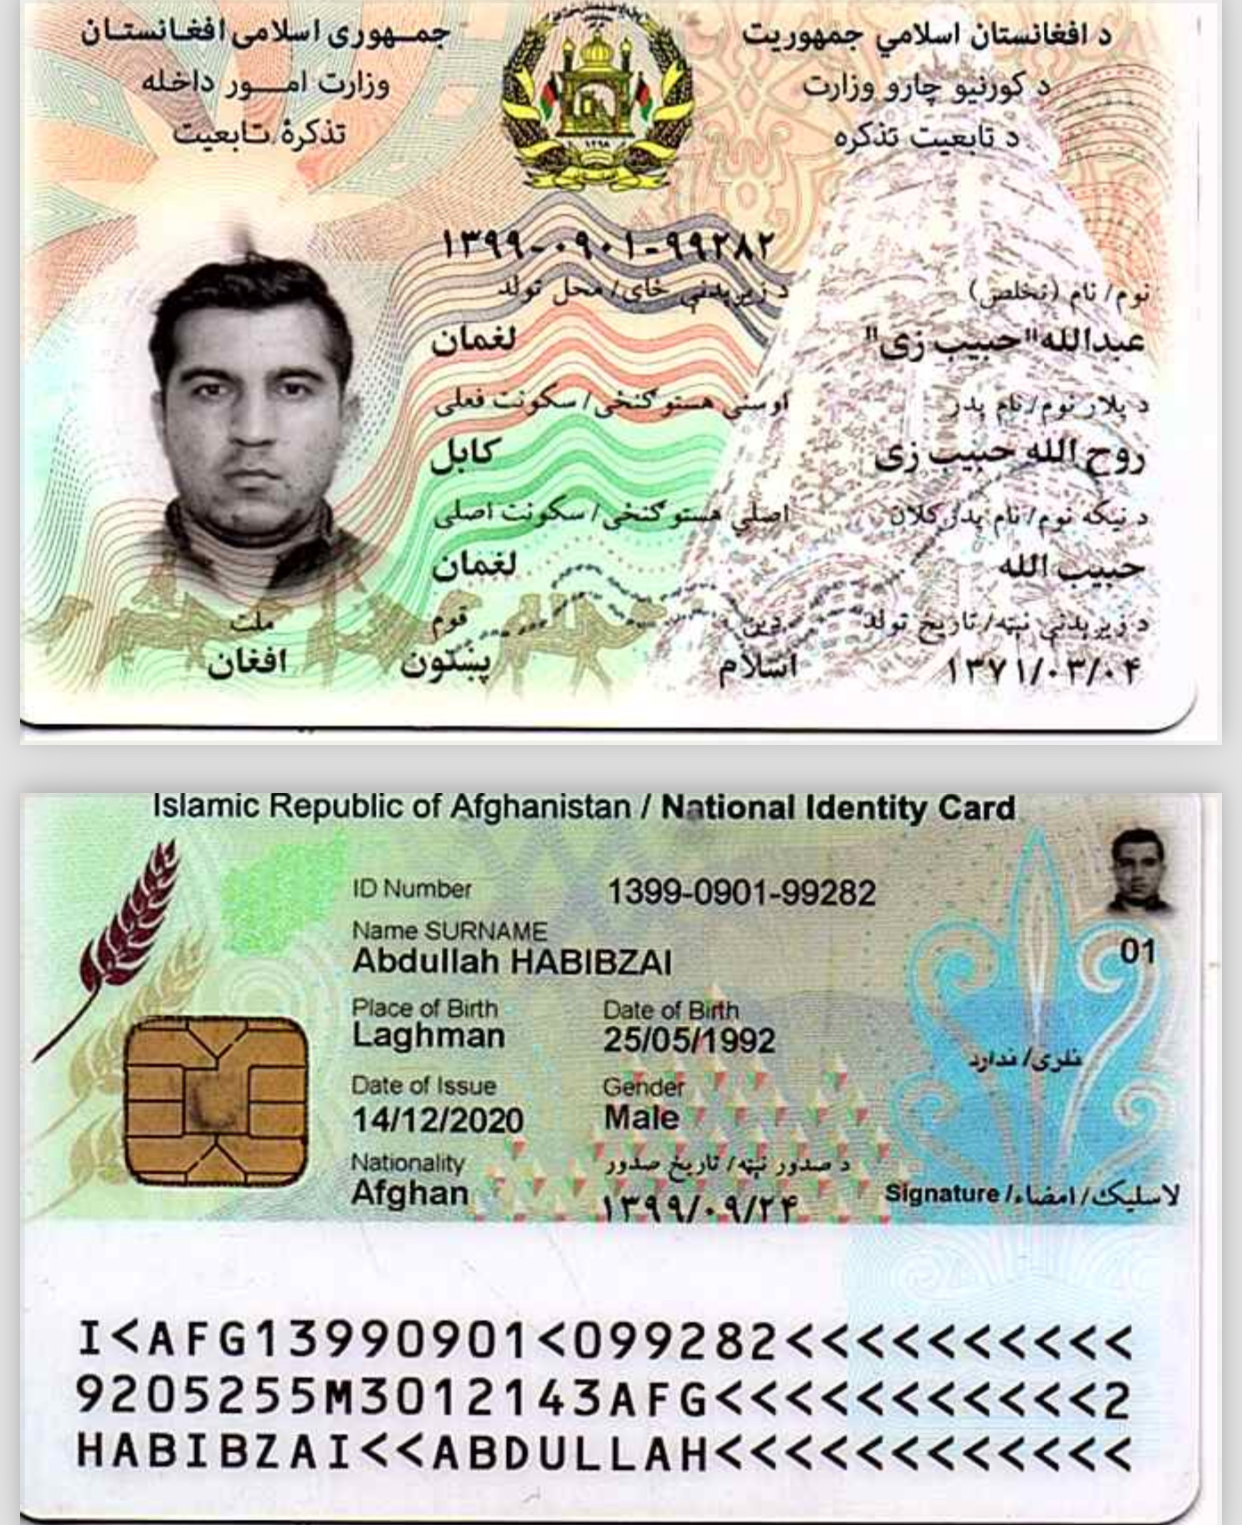 جمهوری اسلامی افغانستان
وزارت امور داخله
تذکرهٔ تابعیت
د افغانستان اسلامي جمهوریت
د کورنیو چارو وزارت
د تابعیت تذکره
۱۲۹۸
۱۳۹۹-۰۹۰۱-۹۹۲۸۲
نوم/ نام (تخلص)
عبدالله "حبیب زی"
د زېږېدنې ځای/ محل تولد
لغمان
د پلار نوم/ نام پدر
روح الله حبیب زی
اوسنی هستوګنځی/ سکونت فعلی
کابل
د نیکه نوم/ نام پدر کلان
حبیب الله
اصلي هستوګنځی/ سکونت اصلی
لغمان
د زېږېدنې نېټه/ تاریخ تولد
۱۳۷۱/۰۳/۰۴
دین
اسلام
قوم
پښتون
ملت
افغان
Islamic Republic of Afghanistan / National Identity Card
ID Number 1399-0901-99282
Name SURNAME
Abdullah HABIBZAI
01
Place of Birth Date of Birth
Laghman 25/05/1992
نلری/ ندارد
Date of Issue Gender
14/12/2020 Male
Nationality د صدور نېټه/ تاریخ صدور
Afghan ۱۳۹۹/۰۹/۲۴
لاسلیک/ امضاء/ Signature
I<AFG13990901<099282<<<<<<<<<<
9205255M3012143AFG<<<<<<<<<<<2
HABIBZAI<<ABDULLAH<<<<<<<<<<<<